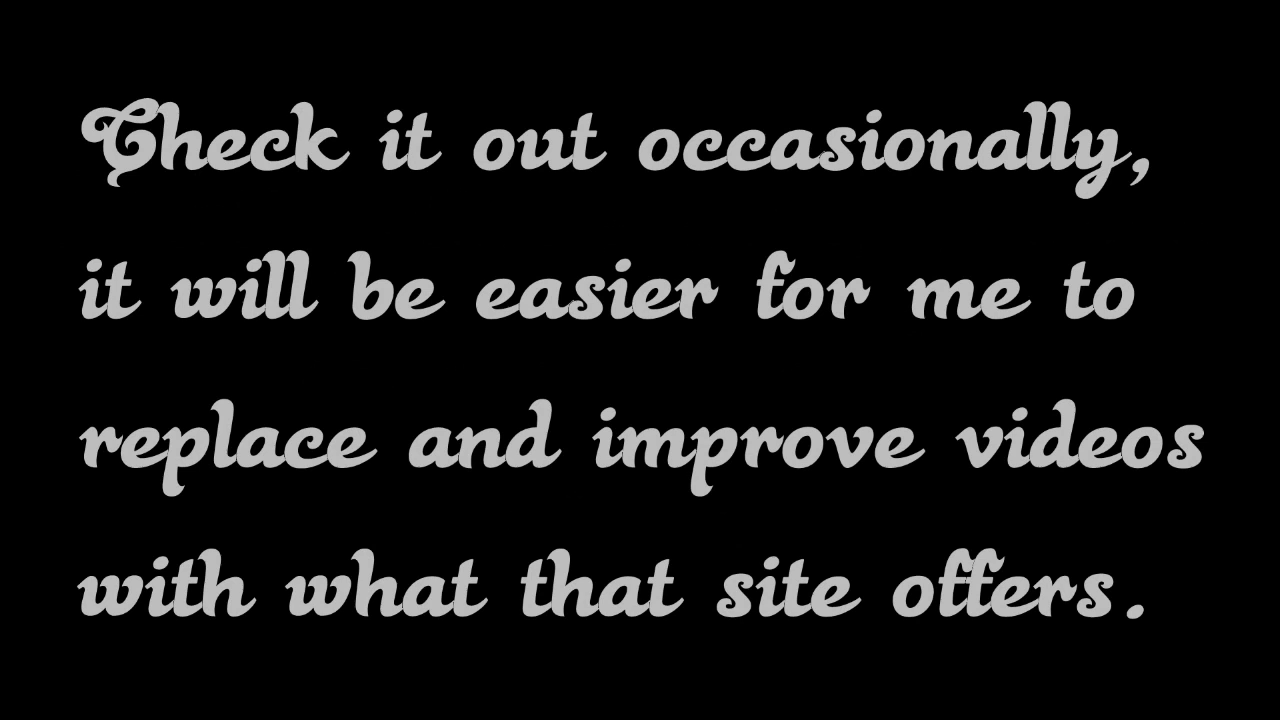 Check it out occasionally,
it will be easier for me to
replace and improve videos
with what that site offers.